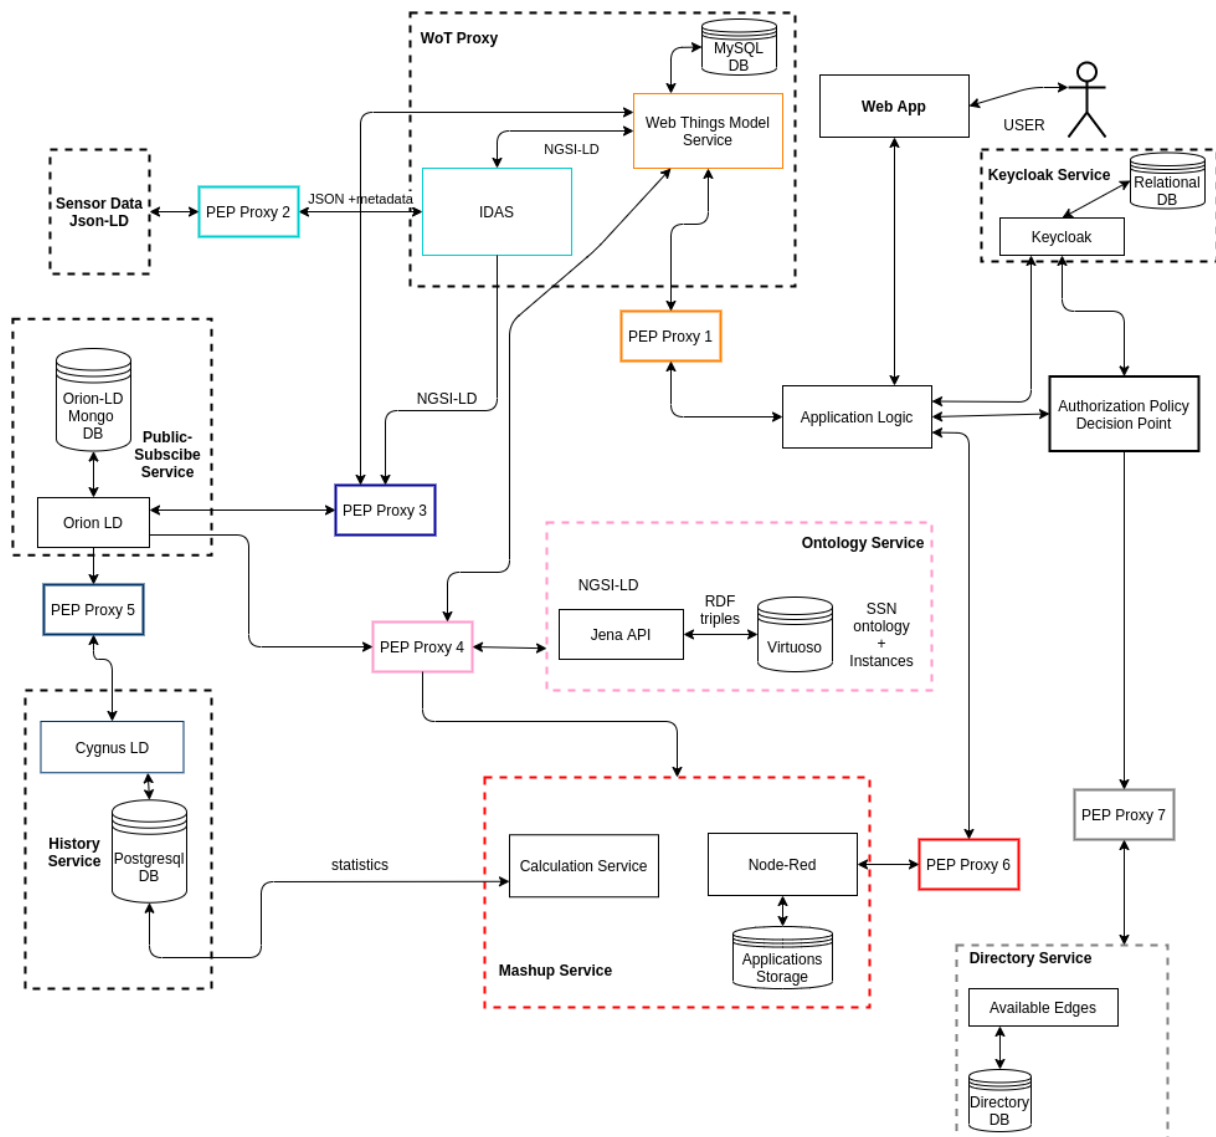 WoT Proxy
MySQL
DB
Web Things Model
Service
Web App
USER
NGSI-LD
Keycloak Service
Relational
DB
Keycloak
Sensor Data
Json-LD
PEP Proxy 2
JSON +metadata
IDAS
PEP Proxy 1
Orion-LD
Mongo
DB
Public-
Subscibe
Service
NGSI-LD
Application Logic
Authorization Policy
Decision Point
Orion LD
PEP Proxy 3
Ontology Service
NGSI-LD
PEP Proxy 5
Jena API
RDF
triples
Virtuoso
SSN
ontology
+
Instances
PEP Proxy 4
Cygnus LD
History
Service
Postgresql
DB
statistics
Calculation Service
Node-Red
PEP Proxy 6
PEP Proxy 7
Applications
Storage
Mashup Service
Directory Service
Available Edges
Directory
DB